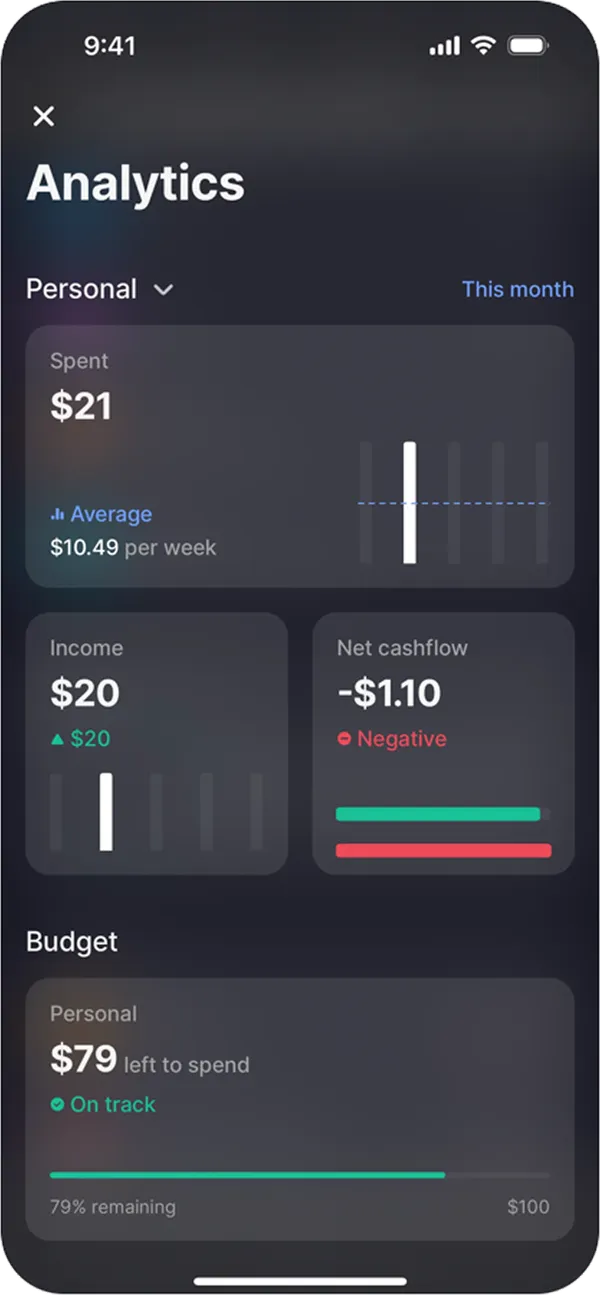 9:41
Analytics
Personal
This month
Spent
$21
Average
$10.49 per week
Income
$20
$20
Net cashflow
-$1.10
Negative
Budget
Personal
$79 left to spend
On track
79% remaining
$100